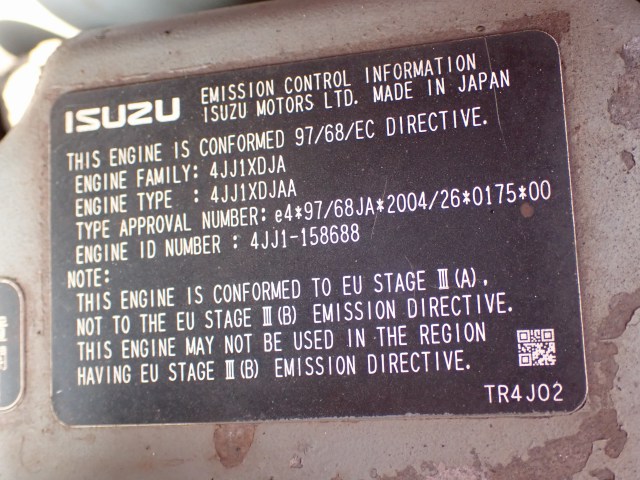 ISUZU EMISSION CONTROL INFORMATION
ISUZU MOTORS LTD. MADE IN JAPAN
THIS ENGINE IS CONFORMED 97/68/EC DIRECTIVE.
ENGINE FAMILY: 4JJ1XDJA
ENGINE TYPE : 4JJ1XDJAA
TYPE APPROVAL NUMBER: e4*97/68JA*2004/26*0175*00
ENGINE ID NUMBER : 4JJ1-158688
NOTE:
THIS ENGINE IS CONFORMED TO EU STAGE Ⅲ(A),
NOT TO THE EU STAGE Ⅲ(B) EMISSION DIRECTIVE.
THIS ENGINE MAY NOT BE USED IN THE REGION
HAVING EU STAGE Ⅲ(B) EMISSION DIRECTIVE.
TR4J02